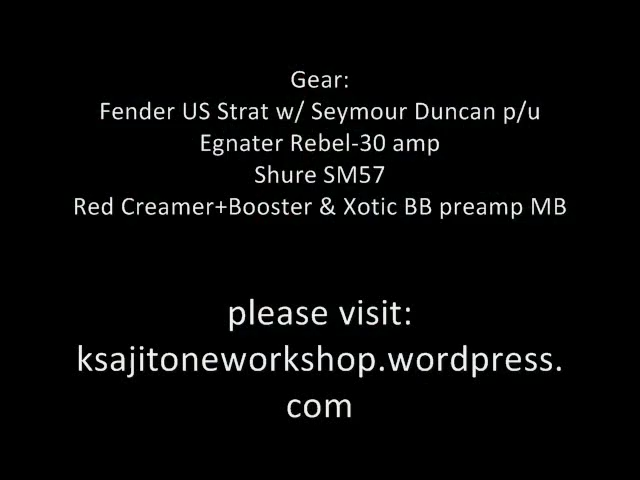 Gear:
Fender US Strat w/ Seymour Duncan p/u
Egnater Rebel-30 amp
Shure SM57
Red Creamer+Booster & Xotic BB preamp MB
please visit:
ksajitoneworkshop.wordpress.
com